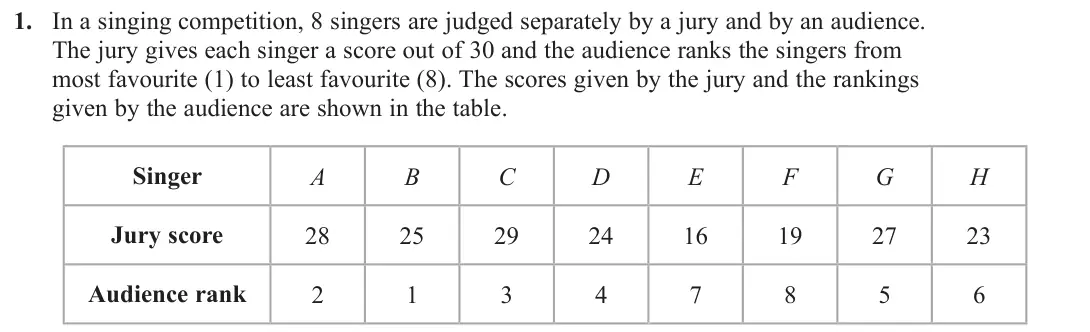 1. In a singing competition, 8 singers are judged separately by a jury and by an audience.
The jury gives each singer a score out of 30 and the audience ranks the singers from
most favourite (1) to least favourite (8). The scores given by the jury and the rankings
given by the audience are shown in the table.
Singer A B C D E F G H
Jury score 28 25 29 24 16 19 27 23
Audience rank 2 1 3 4 7 8 5 6